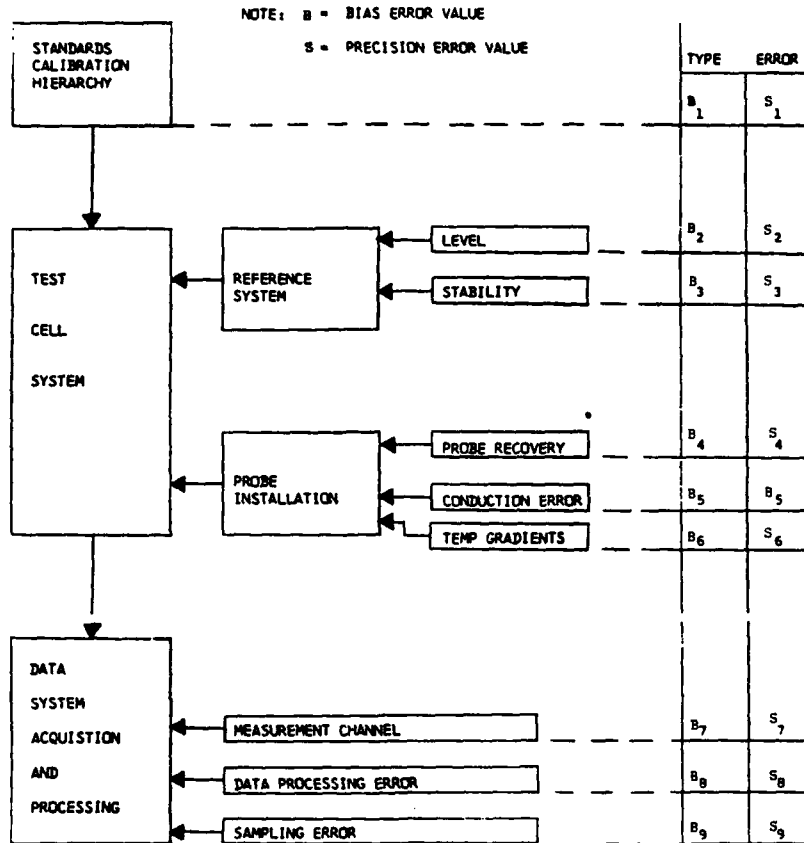 NOTE: B = BIAS ERROR VALUE
S = PRECISION ERROR VALUE
STANDARDS
CALIBRATION
HIERARCHY
TYPE ERROR
B1 S1
TEST
CELL
SYSTEM
REFERENCE
SYSTEM
LEVEL
B2 S2
STABILITY
B3 S3
PROBE
INSTALLATION
PROBE RECOVERY
B4 S4
CONDUCTION ERROR
B5 B5
TEMP GRADIENTS
B6 S6
DATA
SYSTEM
ACQUISTION
AND
PROCESSING
MEASUREMENT CHANNEL
B7 S7
DATA PROCESSING ERROR
B8 S8
SAMPLING ERROR
B9 S9